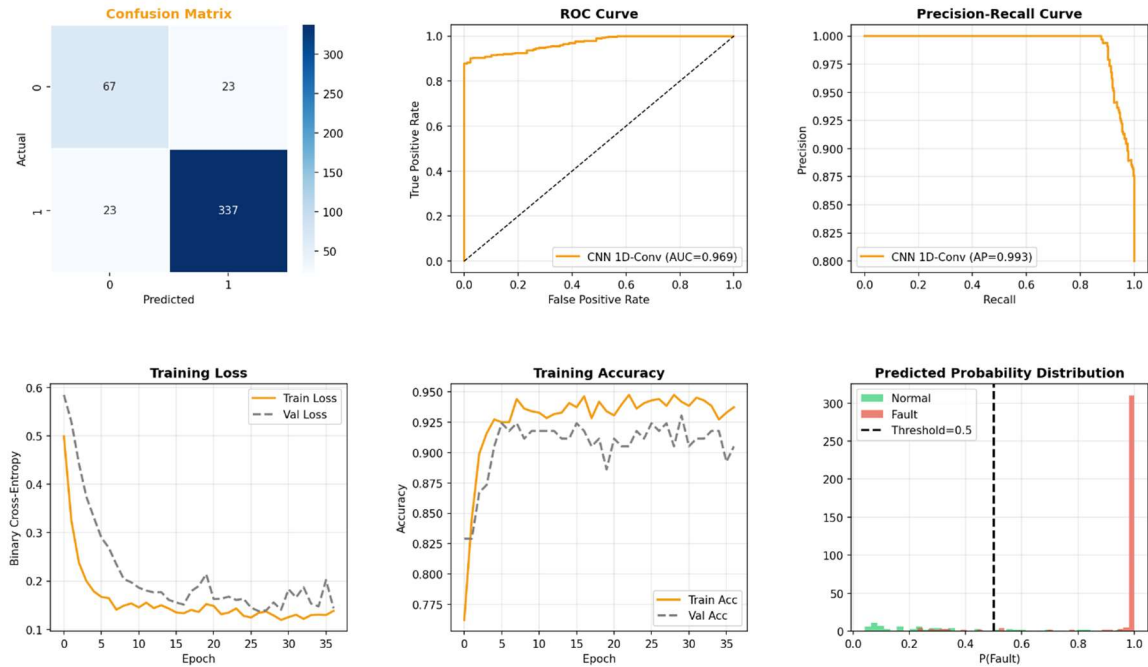 Confusion Matrix
0
1
Actual
67
23
23
337
0
1
Predicted
300
250
200
150
100
50
ROC Curve
1.0
0.8
0.6
0.4
0.2
0.0
True Positive Rate
CNN 1D-Conv (AUC=0.969)
0.0 0.2 0.4 0.6 0.8 1.0
False Positive Rate
Precision-Recall Curve
1.000
0.975
0.950
0.925
0.900
0.875
0.850
0.825
0.800
Precision
CNN 1D-Conv (AP=0.993)
0.0 0.2 0.4 0.6 0.8 1.0
Recall
Training Loss
0.6
0.5
0.4
0.3
0.2
0.1
Binary Cross-Entropy
Train Loss
Val Loss
0 5 10 15 20 25 30 35
Epoch
Training Accuracy
0.950
0.925
0.900
0.875
0.850
0.825
0.800
0.775
Accuracy
Train Acc
Val Acc
0 5 10 15 20 25 30 35
Epoch
Predicted Probability Distribution
300
250
200
150
100
50
0
Normal
Fault
Threshold=0.5
0.0 0.2 0.4 0.6 0.8 1.0
P(Fault)